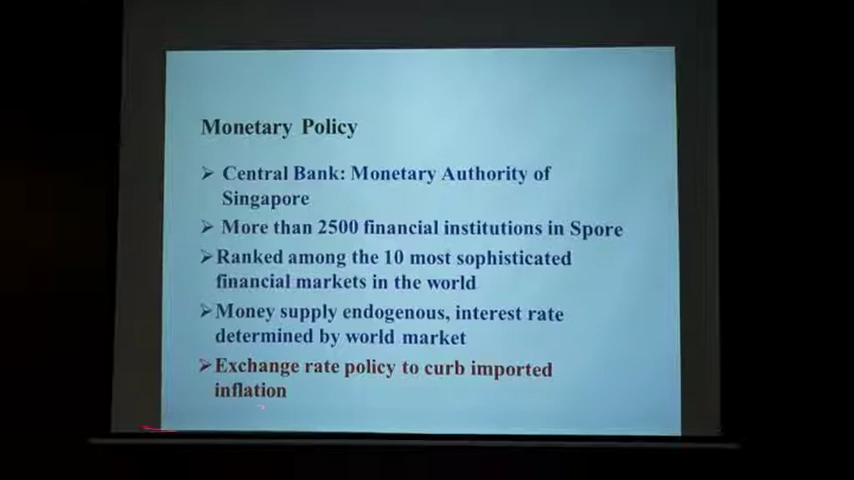 Monetary Policy
➢ Central Bank: Monetary Authority of
Singapore
➢ More than 2500 financial institutions in Spore
➢Ranked among the 10 most sophisticated
financial markets in the world
➢Money supply endogenous, interest rate
determined by world market
➢Exchange rate policy to curb imported
inflation